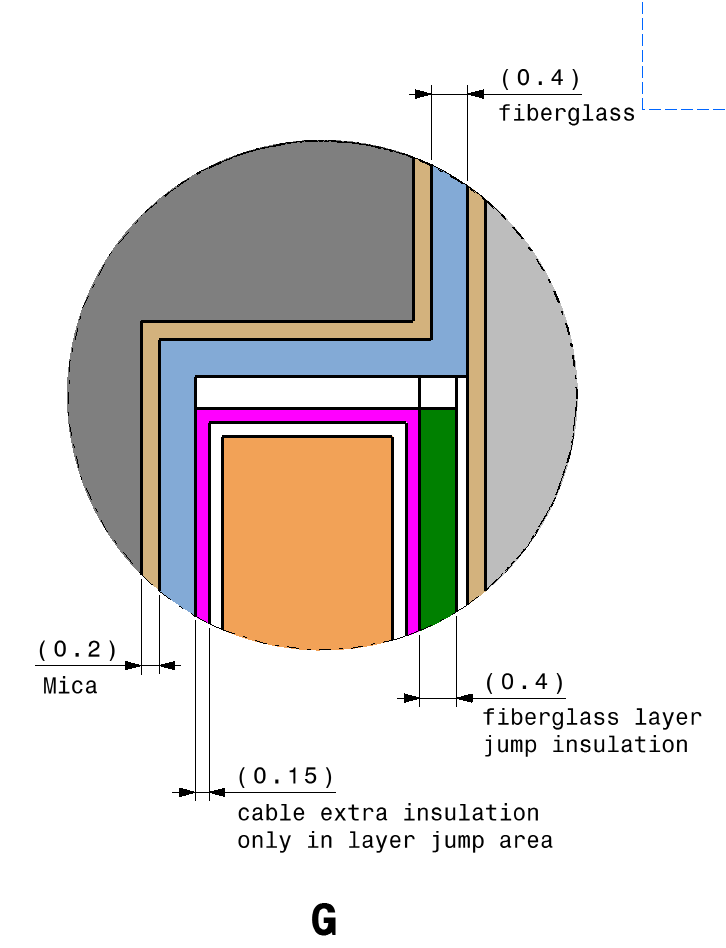 (0.4)
fiberglass
(0.2)
Mica
(0.4)
fiberglass layer
jump insulation
(0.15)
cable extra insulation
only in layer jump area
G